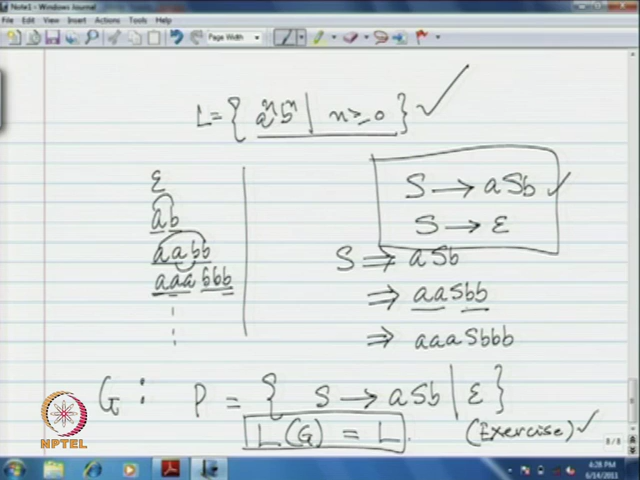 Note1 - Windows Journal
File Edit View Insert Actions Tools Help
Page Width
L = { aⁿbⁿ | n >= 0 }
ε
ab
aabb
aaabbb
S → aSb
S → ε
S ⇒ aSb
⇒ aaSbb
⇒ aaaSbbb
G : P = { S → aSb | ε }
L(G) = L. (Exercise)
NPTEL
8/8
4:28 PM
6/14/2011